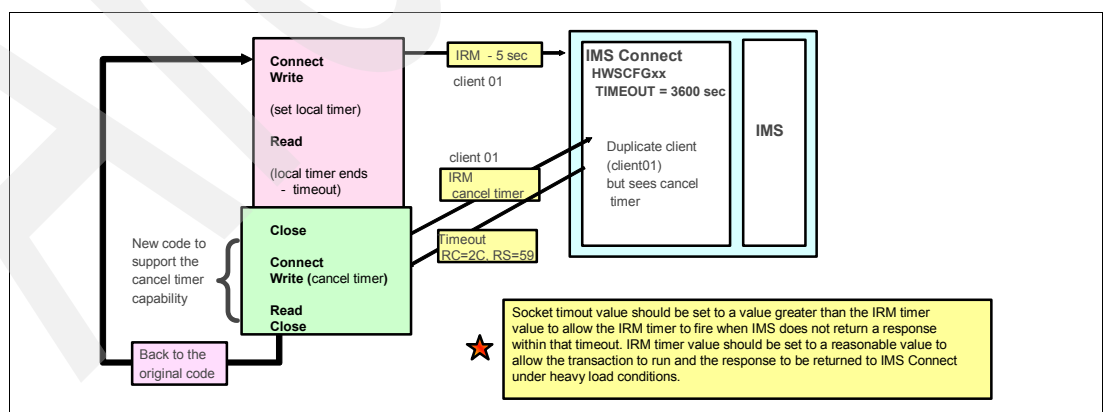 Connect
Write
(set local timer)
Read
(local timer ends
- timeout)
IRM - 5 sec
client 01
IMS Connect
HWSCFGxx
TIMEOUT = 3600 sec
IMS
Duplicate client
(client01)
but sees cancel
timer
client 01
IRM
cancel timer
Timeout
RC=2C, RS=59
New code to
support the
cancel timer
capability
Close
Connect
Write (cancel timer)
Read
Close
Back to the
original code
Socket timout value should be set to a value greater than the IRM timer
value to allow the IRM timer to fire when IMS does not return a response
within that timeout. IRM timer value should be set to a reasonable value to
allow the transaction to run and the response to be returned to IMS Connect
under heavy load conditions.